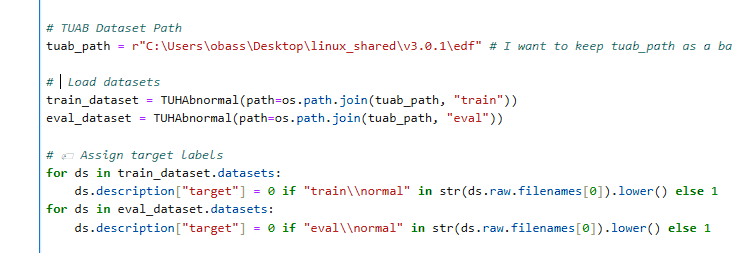 # TUAB Dataset Path
tuab_path = r"C:\Users\obass\Desktop\linux_shared\v3.0.1\edf" # I want to keep tuab_path as a ba
# Load datasets
train_dataset = TUHAbnormal(path=os.path.join(tuab_path, "train"))
eval_dataset = TUHAbnormal(path=os.path.join(tuab_path, "eval"))
# Assign target labels
for ds in train_dataset.datasets:
    ds.description["target"] = 0 if "train\\normal" in str(ds.raw.filenames[0]).lower() else 1
for ds in eval_dataset.datasets:
    ds.description["target"] = 0 if "eval\\normal" in str(ds.raw.filenames[0]).lower() else 1